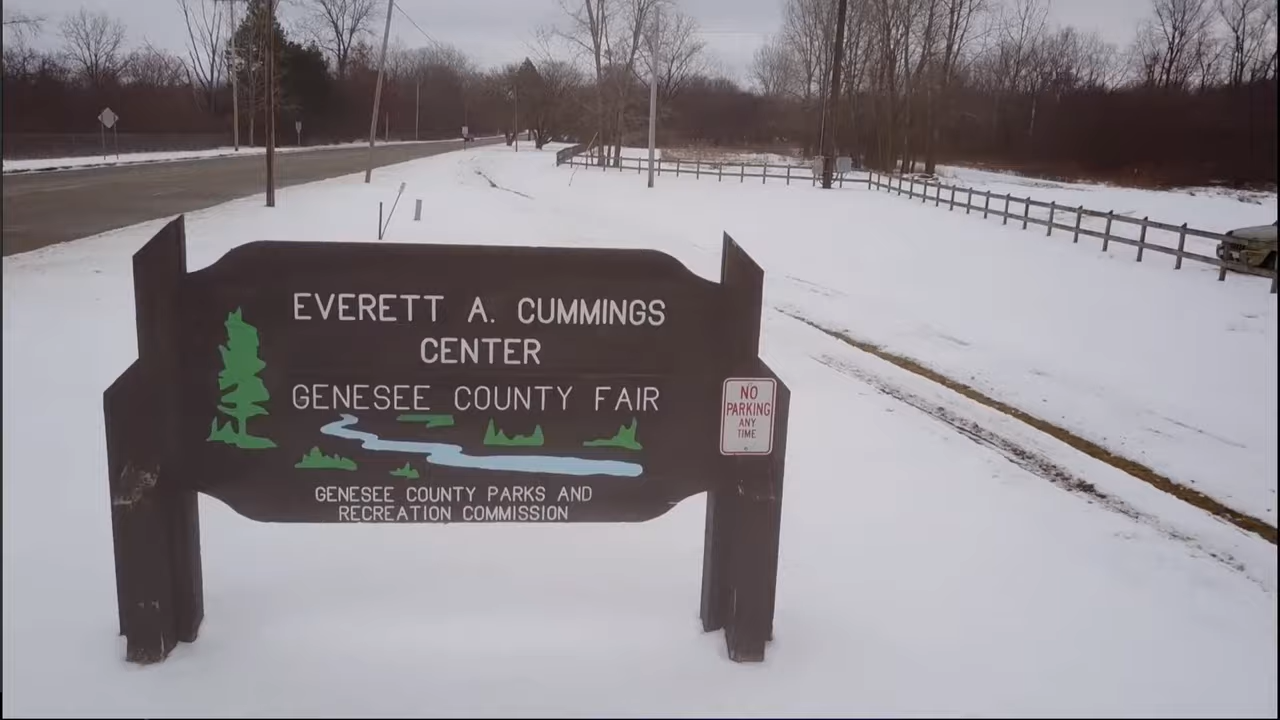 EVERETT A. CUMMINGS
CENTER
GENESEE COUNTY FAIR
GENESEE COUNTY PARKS AND
RECREATION COMMISSION
NO
PARKING
ANY
TIME